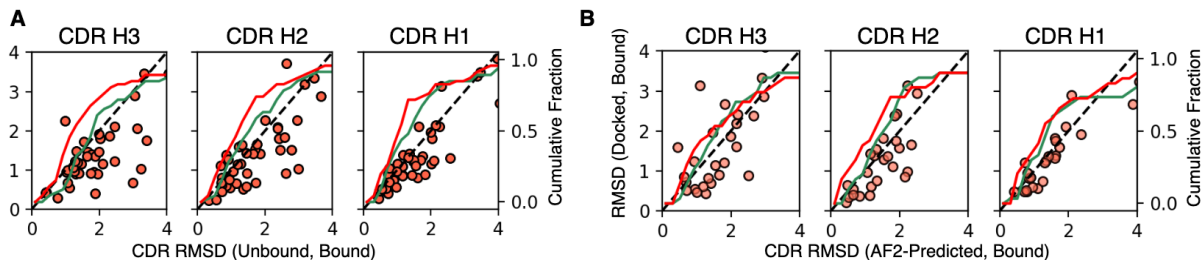 A
CDR H3
CDR H2
CDR H1
4
3
2
1
0
0 2 4
0 2 4
0 2 4
1.0
0.5
0.0
Cumulative Fraction
CDR RMSD (Unbound, Bound)
B
CDR H3
CDR H2
CDR H1
RMSD (Docked, Bound)
4
3
2
1
0
0 2 4
0 2 4
0 2 4
1.0
0.5
0.0
Cumulative Fraction
CDR RMSD (AF2-Predicted, Bound)